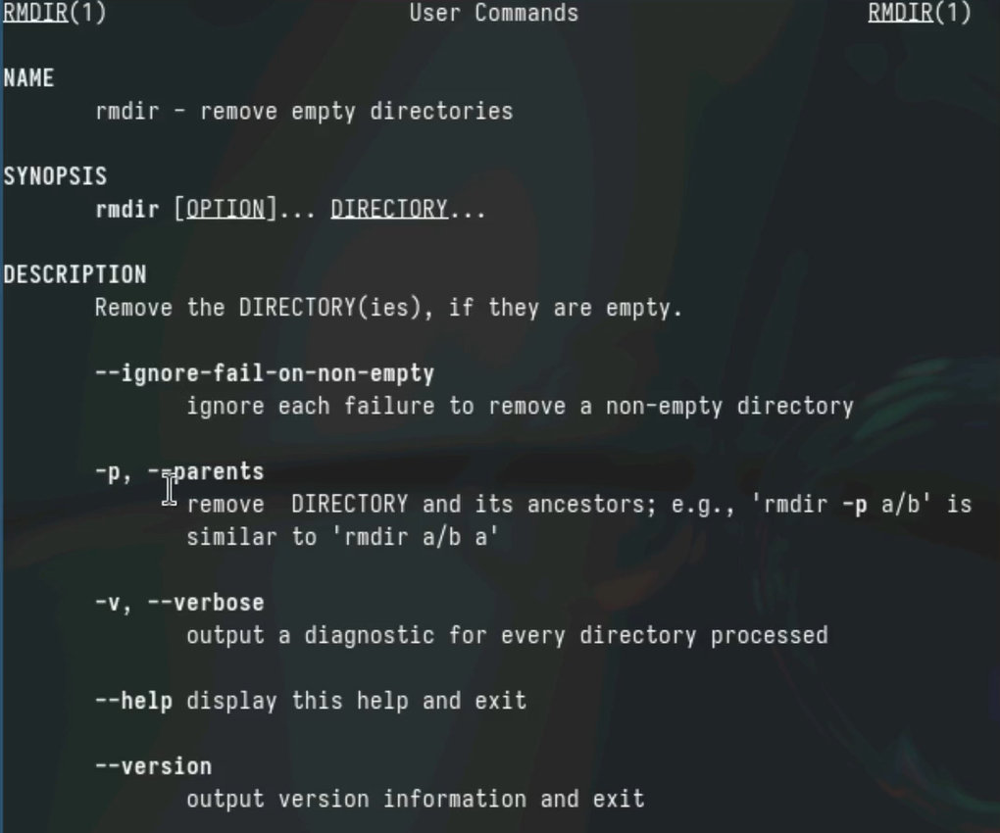 RMDIR(1) User Commands RMDIR(1)
NAME
rmdir - remove empty directories
SYNOPSIS
rmdir [OPTION]... DIRECTORY...
DESCRIPTION
Remove the DIRECTORY(ies), if they are empty.
--ignore-fail-on-non-empty
ignore each failure to remove a non-empty directory
-p, --parents
remove  DIRECTORY and its ancestors; e.g., 'rmdir -p a/b' is
similar to 'rmdir a/b a'
-v, --verbose
output a diagnostic for every directory processed
--help display this help and exit
--version
output version information and exit